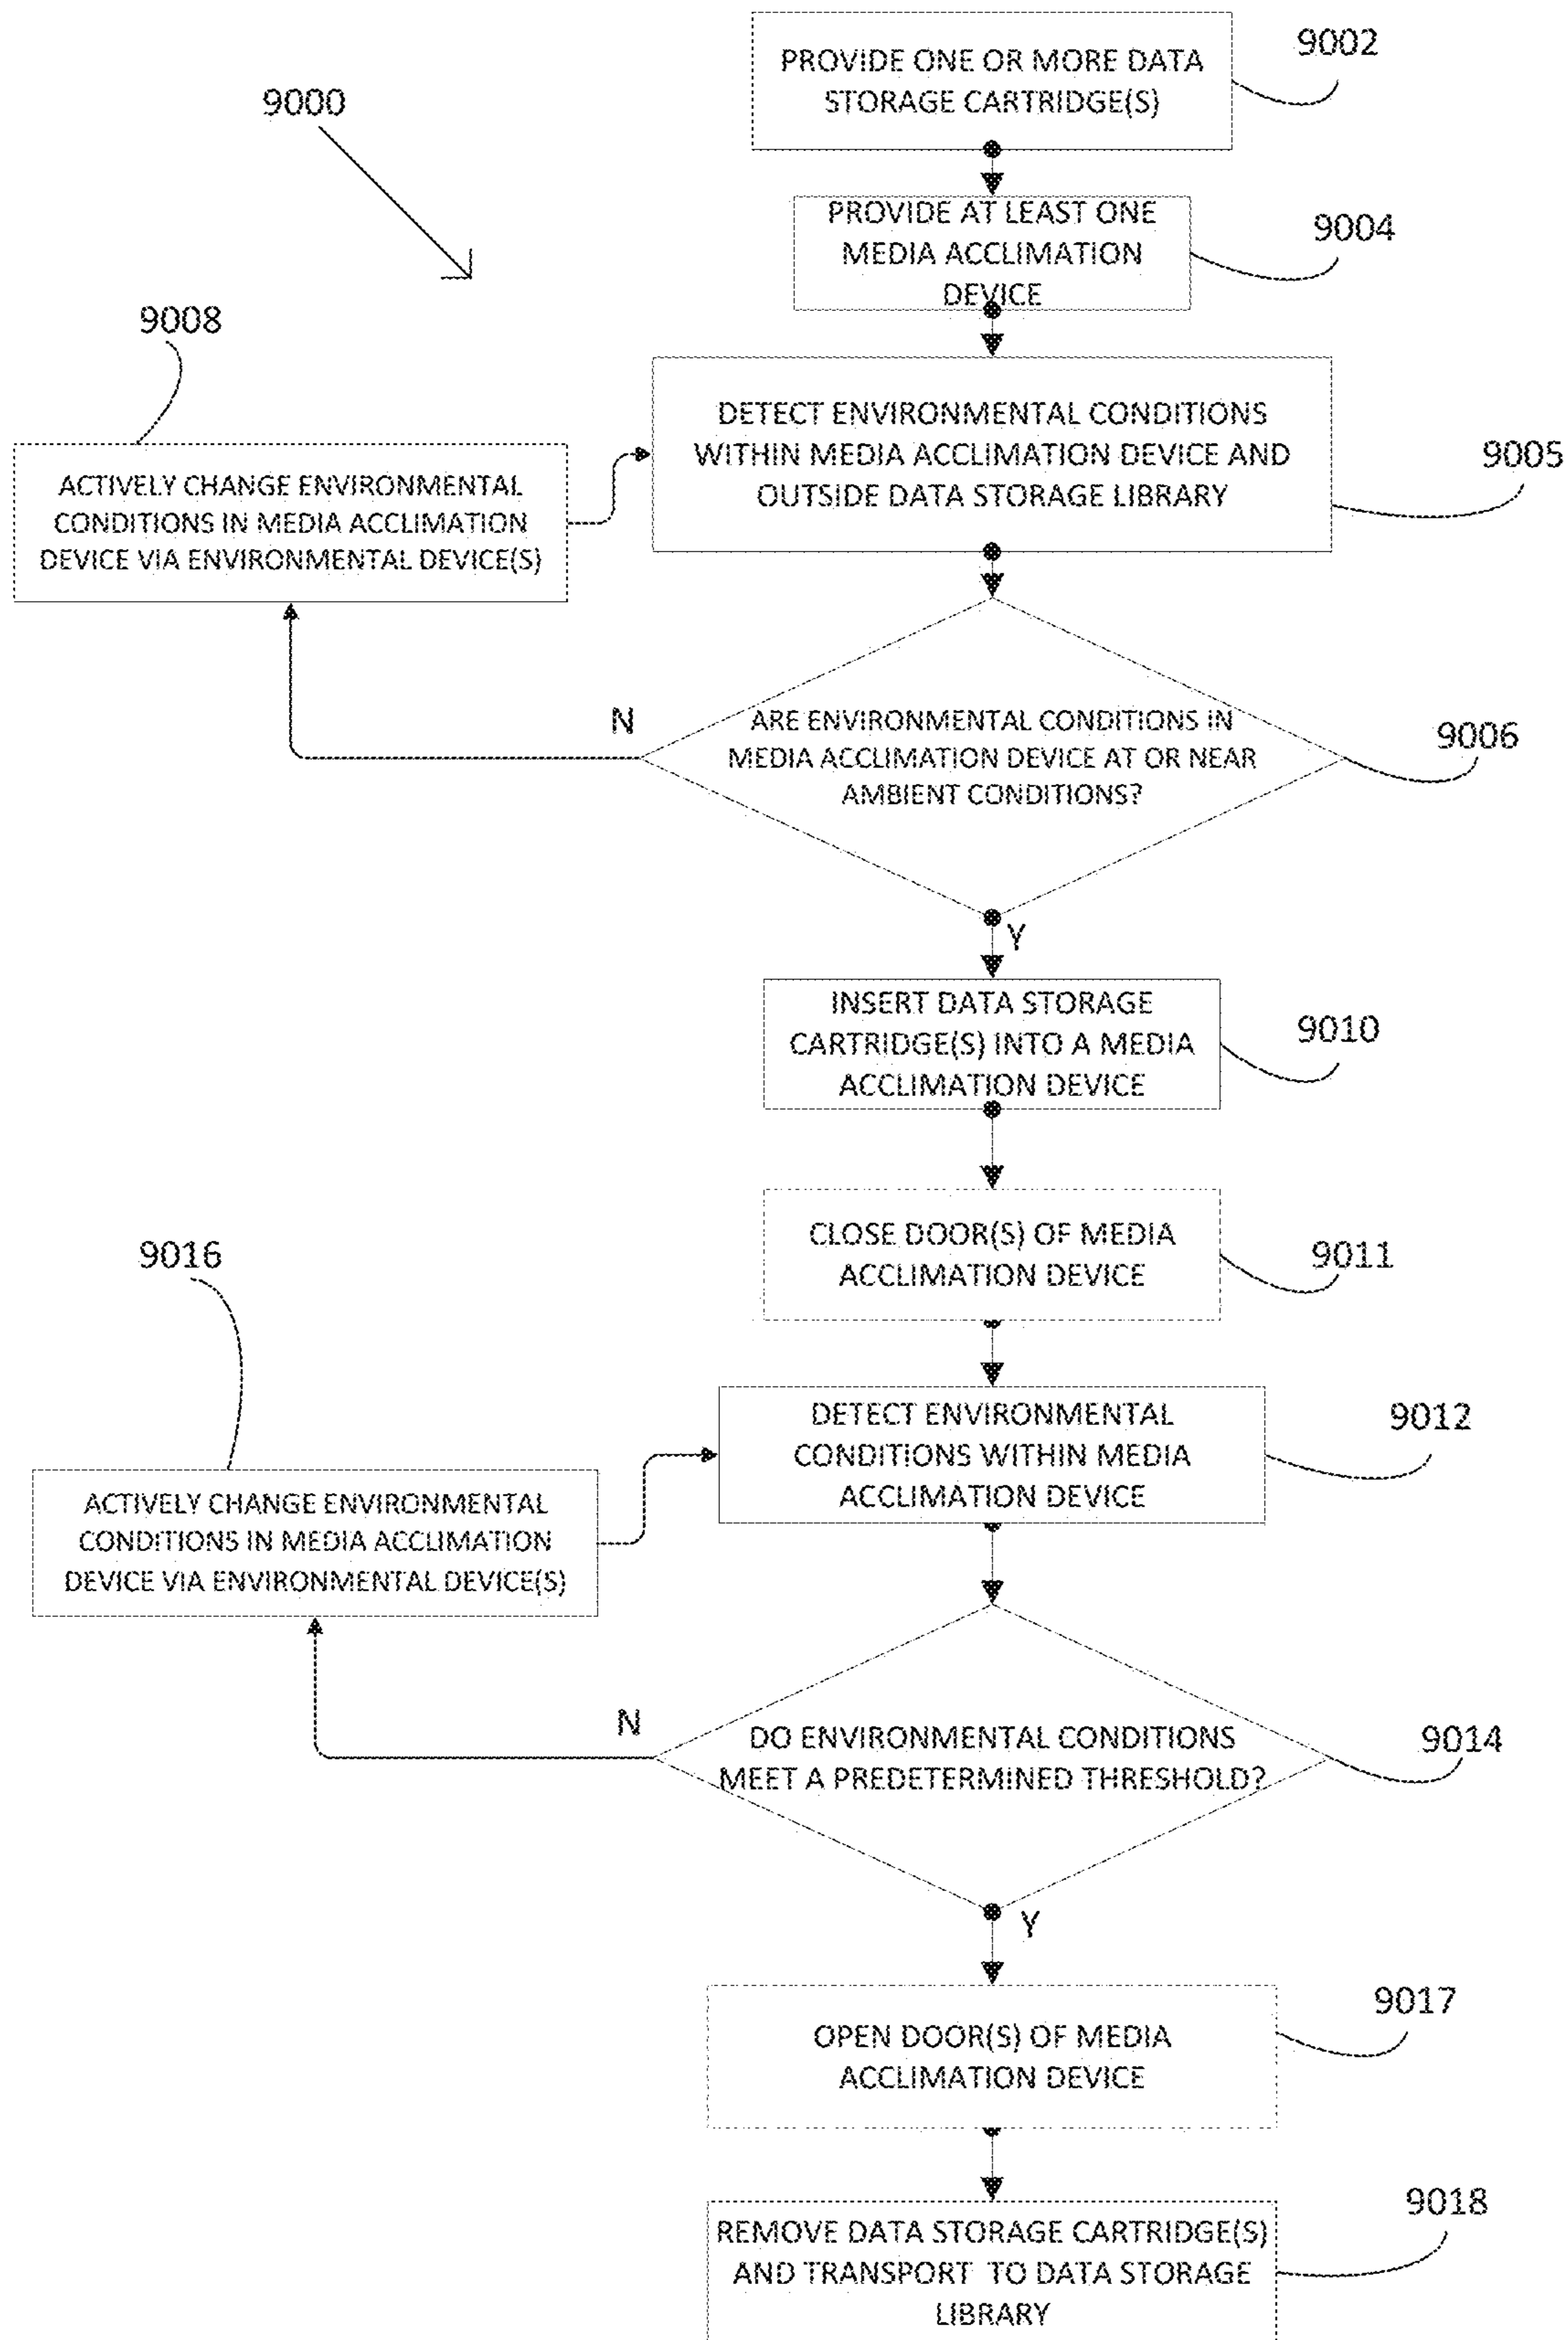 PROVIDE ONE OR MORE DATA
STORAGE CARTRIDGE(S)
9002
9000
PROVIDE AT LEAST ONE
MEDIA ACCLIMATION
DEVICE
9004
9008
DETECT ENVIRONMENTAL CONDITIONS
WITHIN MEDIA ACCLIMATION DEVICE AND
OUTSIDE DATA STORAGE LIBRARY
9005
ACTIVELY CHANGE ENVIRONMENTAL
CONDITIONS IN MEDIA ACCLIMATION
DEVICE VIA ENVIRONMENTAL DEVICE(S)
N
ARE ENVIRONMENTAL CONDITIONS IN
MEDIA ACCLIMATION DEVICE AT OR NEAR
AMBIENT CONDITIONS?
9006
Y
INSERT DATA STORAGE
CARTRIDGE(S) INTO A MEDIA
ACCLIMATION DEVICE
9010
CLOSE DOOR(S) OF MEDIA
ACCLIMATION DEVICE
9011
9016
DETECT ENVIRONMENTAL
CONDITIONS WITHIN MEDIA
ACCLIMATION DEVICE
9012
ACTIVELY CHANGE ENVIRONMENTAL
CONDITIONS IN MEDIA ACCLIMATION
DEVICE VIA ENVIRONMENTAL DEVICE(S)
N
DO ENVIRONMENTAL CONDITIONS
MEET A PREDETERMINED THRESHOLD?
9014
Y
OPEN DOOR(S) OF MEDIA
ACCLIMATION DEVICE
9017
REMOVE DATA STORAGE CARTRIDGE(S)
AND TRANSPORT TO DATA STORAGE
LIBRARY
9018